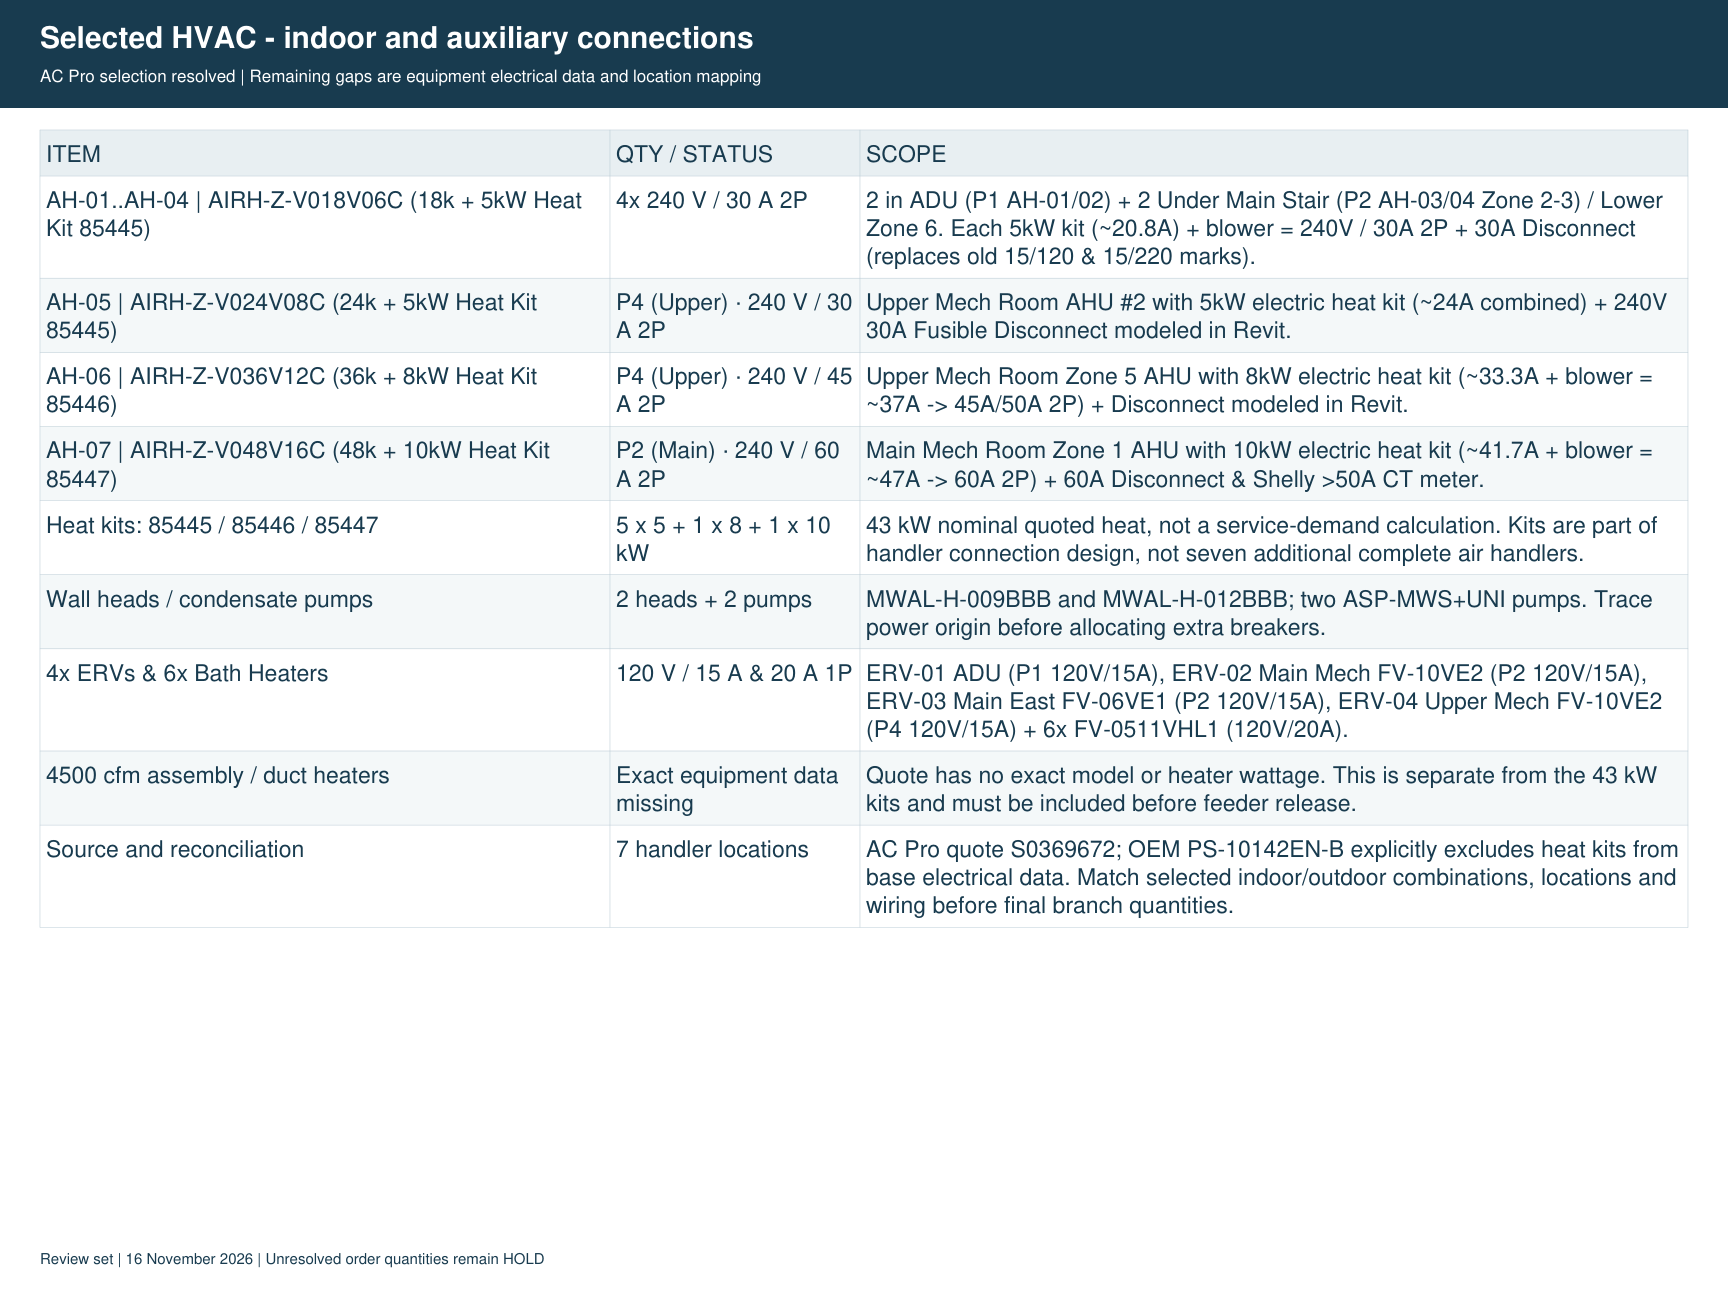 Selected HVAC - indoor and auxiliary connections
AC Pro selection resolved | Remaining gaps are equipment electrical data and location mapping
ITEM
QTY / STATUS
SCOPE
AH-01..AH-04 | AIRH-Z-V018V06C (18k + 5kW Heat
Kit 85445)
4x 240 V / 30 A 2P
2 in ADU (P1 AH-01/02) + 2 Under Main Stair (P2 AH-03/04 Zone 2-3) / Lower
Zone 6. Each 5kW kit (~20.8A) + blower = 240V / 30A 2P + 30A Disconnect
(replaces old 15/120 & 15/220 marks).
AH-05 | AIRH-Z-V024V08C (24k + 5kW Heat Kit
85445)
P4 (Upper) · 240 V / 30
A 2P
Upper Mech Room AHU #2 with 5kW electric heat kit (~24A combined) + 240V
30A Fusible Disconnect modeled in Revit.
AH-06 | AIRH-Z-V036V12C (36k + 8kW Heat Kit
85446)
P4 (Upper) · 240 V / 45
A 2P
Upper Mech Room Zone 5 AHU with 8kW electric heat kit (~33.3A + blower =
~37A -> 45A/50A 2P) + Disconnect modeled in Revit.
AH-07 | AIRH-Z-V048V16C (48k + 10kW Heat Kit
85447)
P2 (Main) · 240 V / 60
A 2P
Main Mech Room Zone 1 AHU with 10kW electric heat kit (~41.7A + blower =
~47A -> 60A 2P) + 60A Disconnect & Shelly >50A CT meter.
Heat kits: 85445 / 85446 / 85447
5 x 5 + 1 x 8 + 1 x 10
kW
43 kW nominal quoted heat, not a service-demand calculation. Kits are part of
handler connection design, not seven additional complete air handlers.
Wall heads / condensate pumps
2 heads + 2 pumps
MWAL-H-009BBB and MWAL-H-012BBB; two ASP-MWS+UNI pumps. Trace
power origin before allocating extra breakers.
4x ERVs & 6x Bath Heaters
120 V / 15 A & 20 A 1P
ERV-01 ADU (P1 120V/15A), ERV-02 Main Mech FV-10VE2 (P2 120V/15A),
ERV-03 Main East FV-06VE1 (P2 120V/15A), ERV-04 Upper Mech FV-10VE2
(P4 120V/15A) + 6x FV-0511VHL1 (120V/20A).
4500 cfm assembly / duct heaters
Exact equipment data
missing
Quote has no exact model or heater wattage. This is separate from the 43 kW
kits and must be included before feeder release.
Source and reconciliation
7 handler locations
AC Pro quote S0369672; OEM PS-10142EN-B explicitly excludes heat kits from
base electrical data. Match selected indoor/outdoor combinations, locations and
wiring before final branch quantities.
Review set | 16 November 2026 | Unresolved order quantities remain HOLD